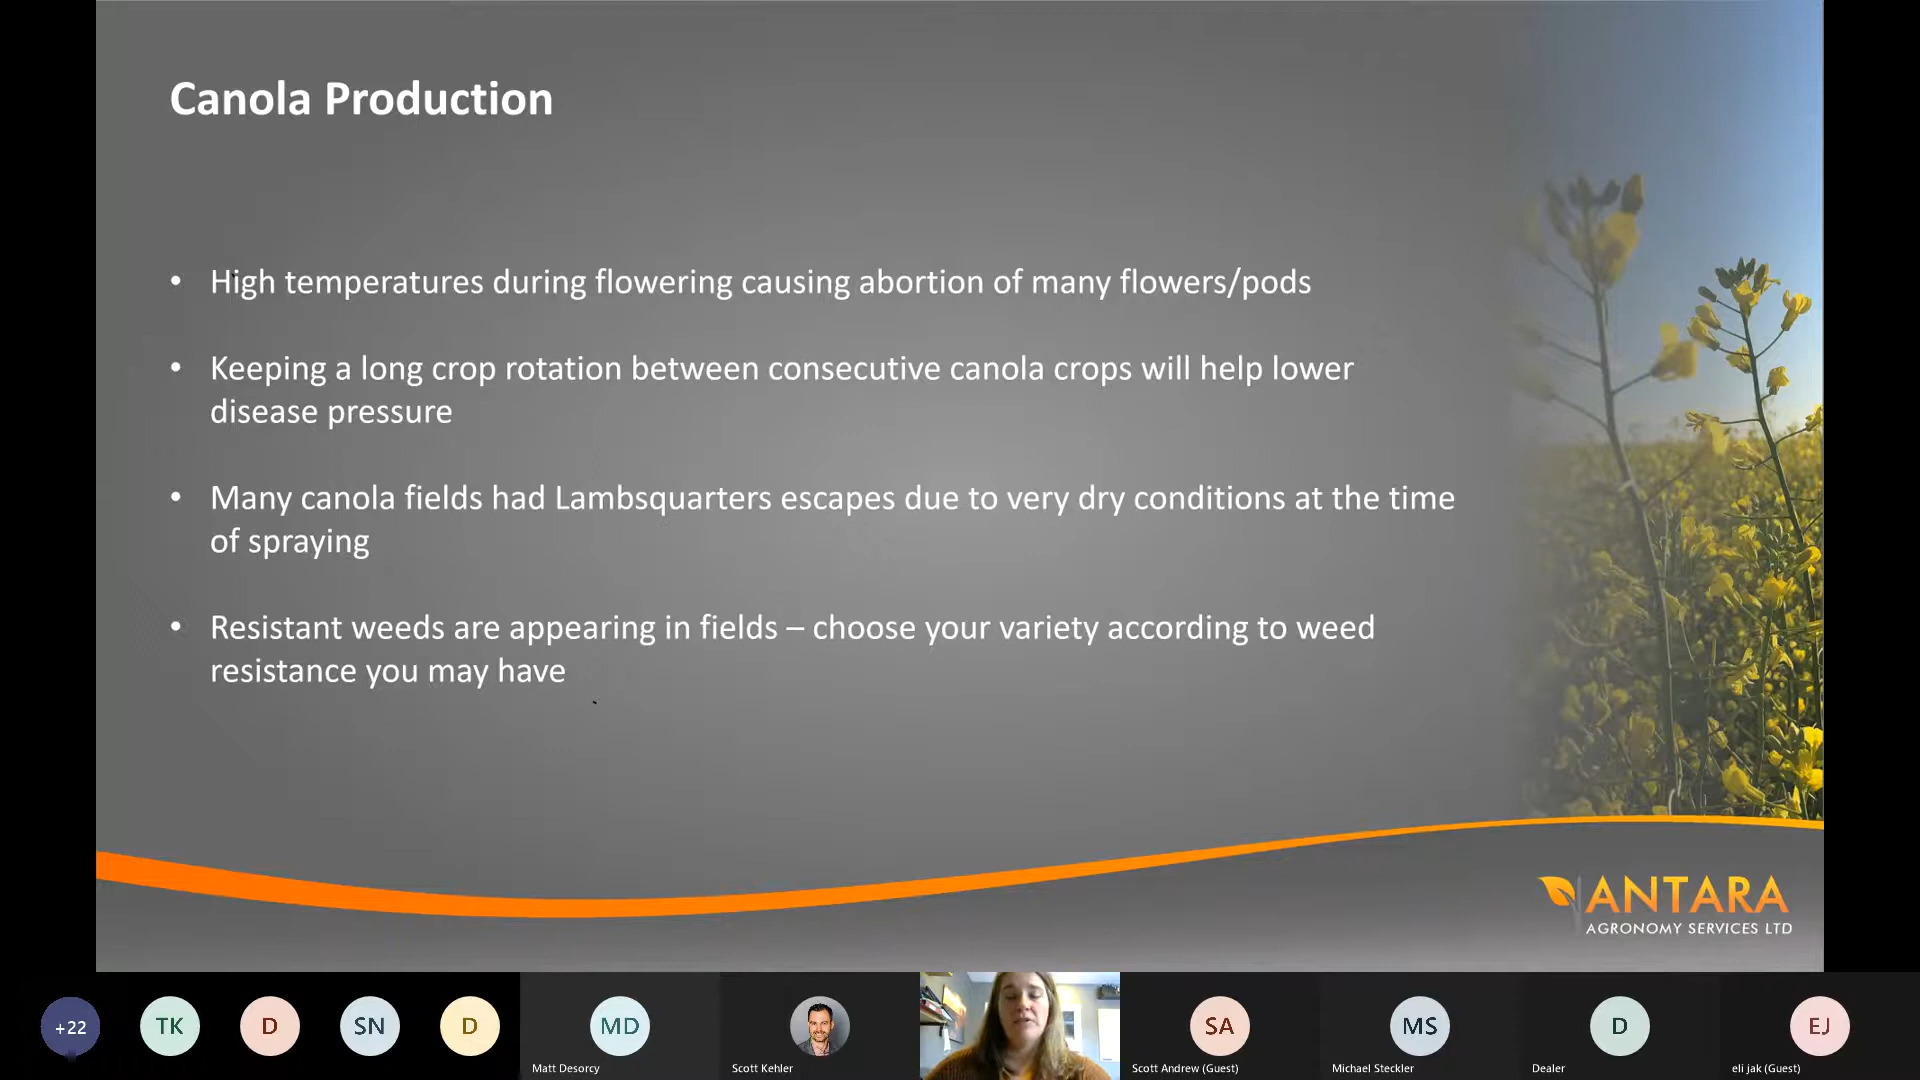 Canola Production
• High temperatures during flowering causing abortion of many flowers/pods
• Keeping a long crop rotation between consecutive canola crops will help lower
disease pressure
• Many canola fields had Lambsquarters escapes due to very dry conditions at the time
of spraying
• Resistant weeds are appearing in fields – choose your variety according to weed
resistance you may have
ANTARA
AGRONOMY SERVICES LTD
+22
TK
D
SN
D
MD
SA
MS
D
EJ
Matt Desorcy
Scott Kehler
Scott Andrew (Guest)
Michael Steckler
Dealer
eli jak (Guest)